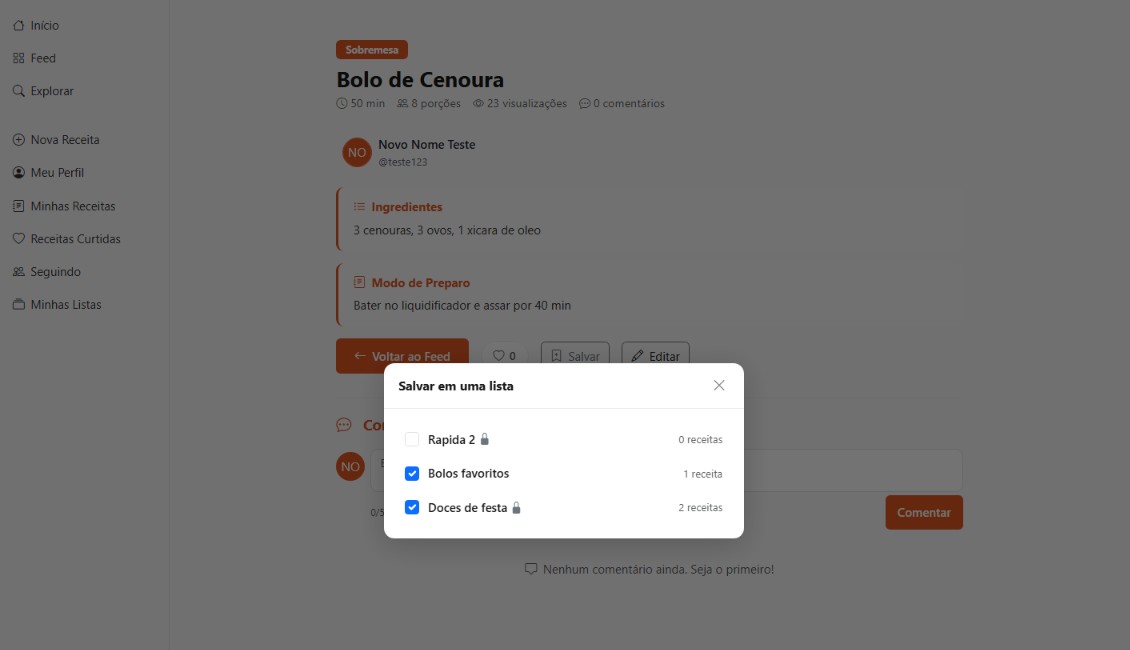 Início
Feed
Explorar
Nova Receita
Meu Perfil
Minhas Receitas
Receitas Curtidas
Seguindo
Minhas Listas
Sobremesa
Bolo de Cenoura
50 min 8 porções 23 visualizações 0 comentários
NO
Novo Nome Teste
@teste123
Ingredientes
3 cenouras, 3 ovos, 1 xicara de oleo
Modo de Preparo
Bater no liquidificador e assar por 40 min
Voltar ao Feed 0 Salvar Editar
Salvar em uma lista
Rapida 2 0 receitas
Bolos favoritos 1 receita
Doces de festa 2 receitas
NO
Comentar
Nenhum comentário ainda. Seja o primeiro!